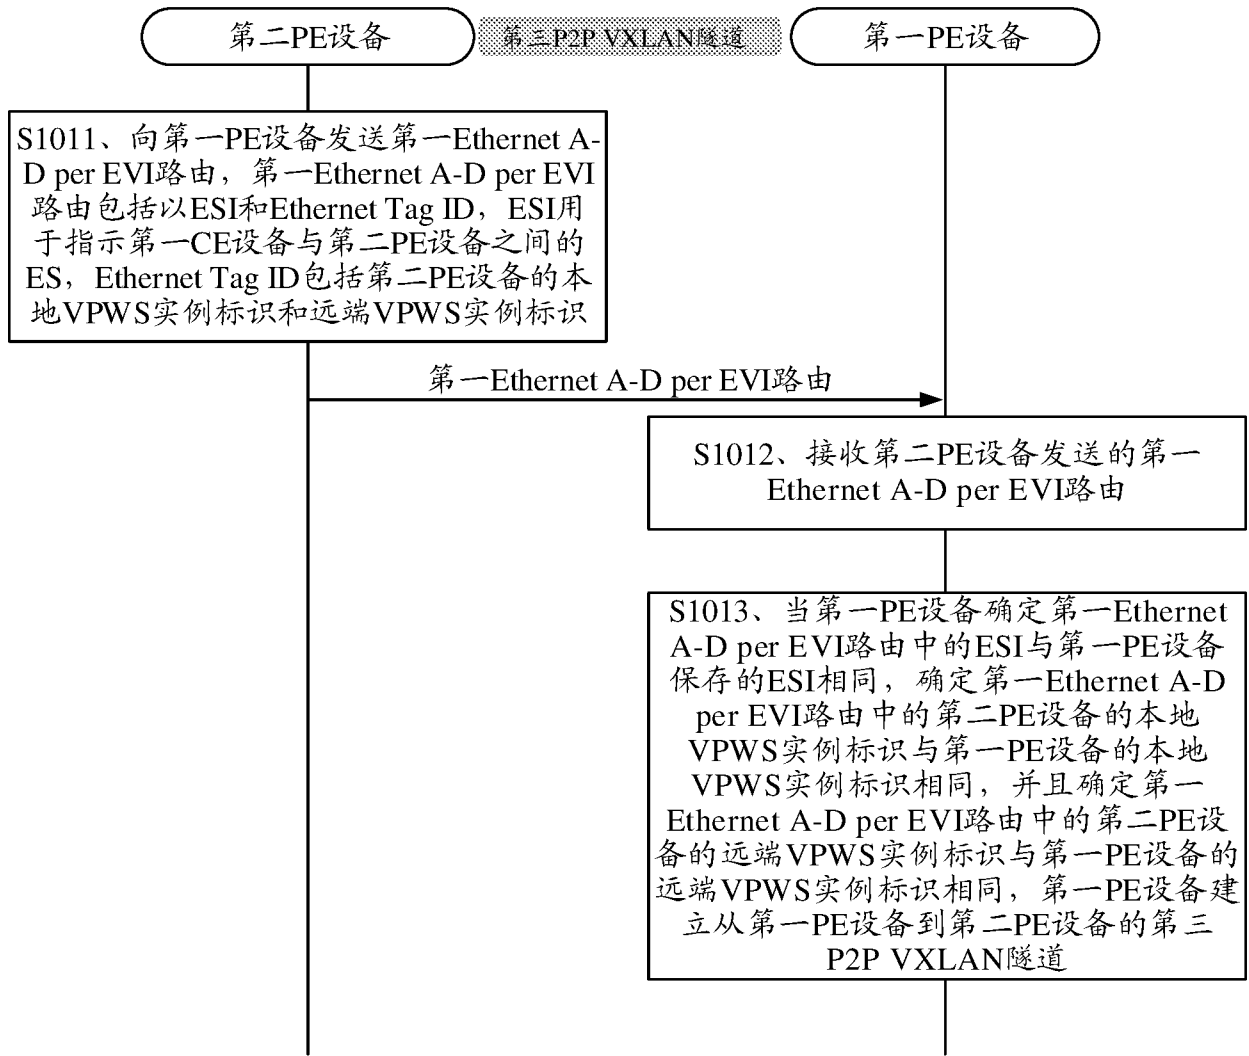 第二PE设备
第三P2P VXLAN隧道
第一PE设备
S1011、向第一PE设备发送第一Ethernet A-
D per EVI路由，第一Ethernet A-D per EVI
路由包括以ESI和Ethernet Tag ID，ESI用
于指示第一CE设备与第二PE设备之间的
ES，Ethernet Tag ID包括第二PE设备的本
地VPWS实例标识和远端VPWS实例标识
第一Ethernet A-D per EVI路由
S1012、接收第二PE设备发送的第一
Ethernet A-D per EVI路由
S1013、当第一PE设备确定第一Ethernet
A-D per EVI路由中的ESI与第一PE设备
保存的ESI相同，确定第一Ethernet A-D
per EVI路由中的第二PE设备的本地
VPWS实例标识与第一PE设备的本地
VPWS实例标识相同，并且确定第一
Ethernet A-D per EVI路由中的第二PE设
备的远端VPWS实例标识与第一PE设备的
远端VPWS实例标识相同，第一PE设备建
立从第一PE设备到第二PE设备的第三
P2P VXLAN隧道